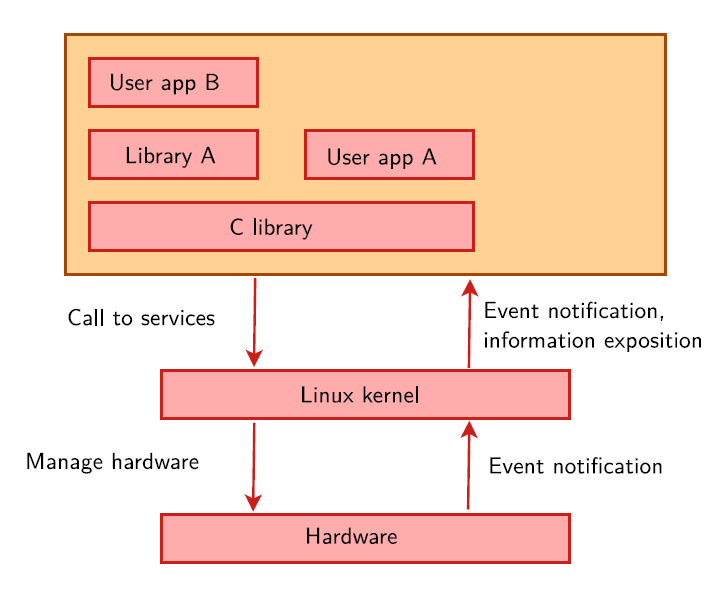 User app B
Library A
User app A
C library
Call to services
Event notification,
information exposition
Linux kernel
Manage hardware
Event notification
Hardware